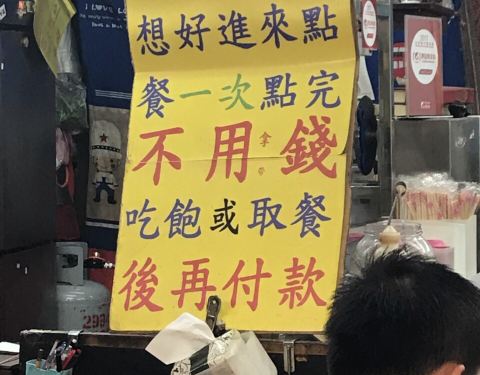 想好進來點
餐一次點完
不用拿錢
吃飽或取餐
後再付款